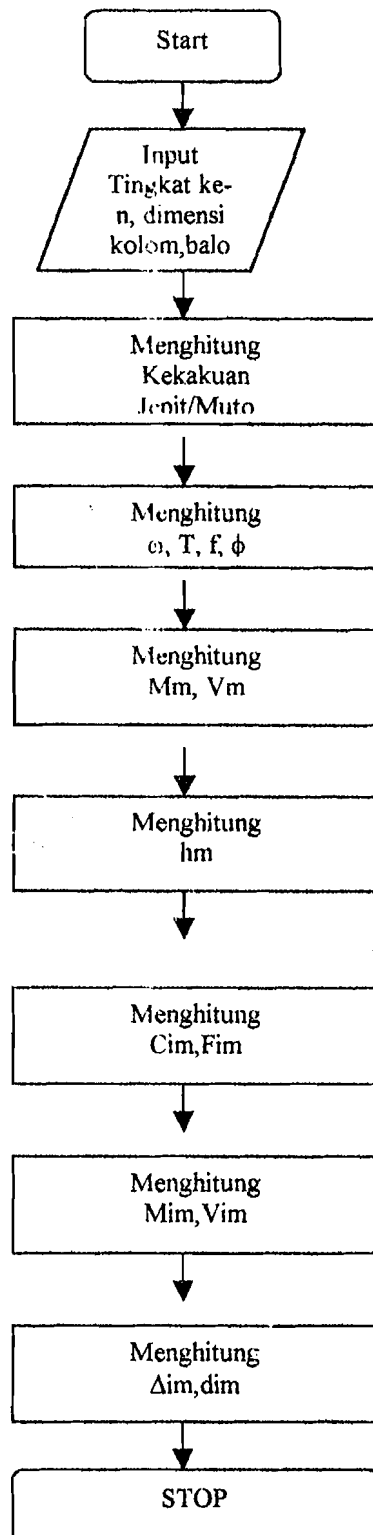 Start
Input
Tingkat ke-
n, dimensi
kolom,balo
Menghitung
Kekakuan
Jepit/Muto
Menghitung
ω, T, f, ϕ
Menghitung
Mm, Vm
Menghitung
hm
Menghitung
Cim,Fim
Menghitung
Mim,Vim
Menghitung
Δim,dim
STOP